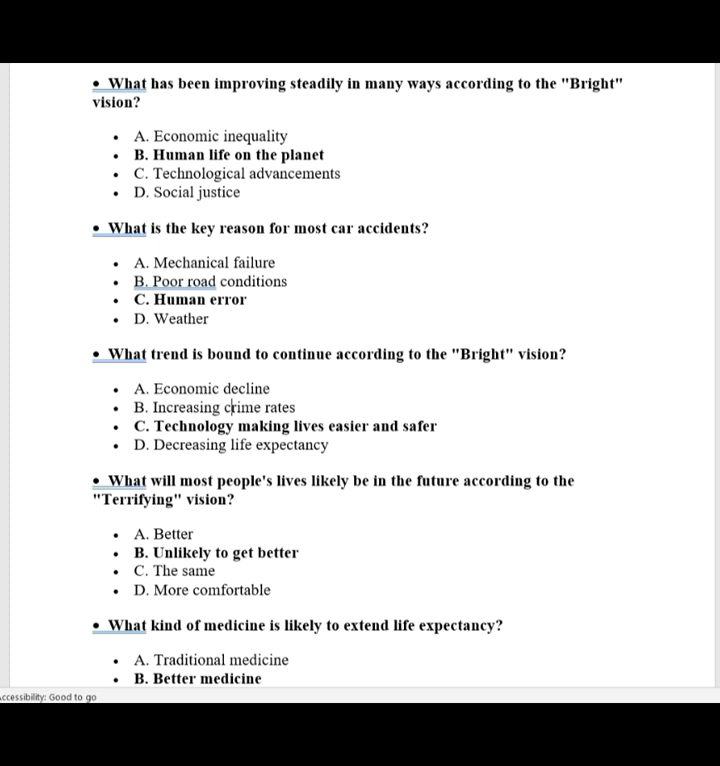 • What has been improving steadily in many ways according to the "Bright"
vision?
• A. Economic inequality
• B. Human life on the planet
• C. Technological advancements
• D. Social justice
• What is the key reason for most car accidents?
• A. Mechanical failure
• B. Poor road conditions
• C. Human error
• D. Weather
• What trend is bound to continue according to the "Bright" vision?
• A. Economic decline
• B. Increasing crime rates
• C. Technology making lives easier and safer
• D. Decreasing life expectancy
• What will most people's lives likely be in the future according to the
"Terrifying" vision?
• A. Better
• B. Unlikely to get better
• C. The same
• D. More comfortable
• What kind of medicine is likely to extend life expectancy?
• A. Traditional medicine
• B. Better medicine
ccessibility: Good to go